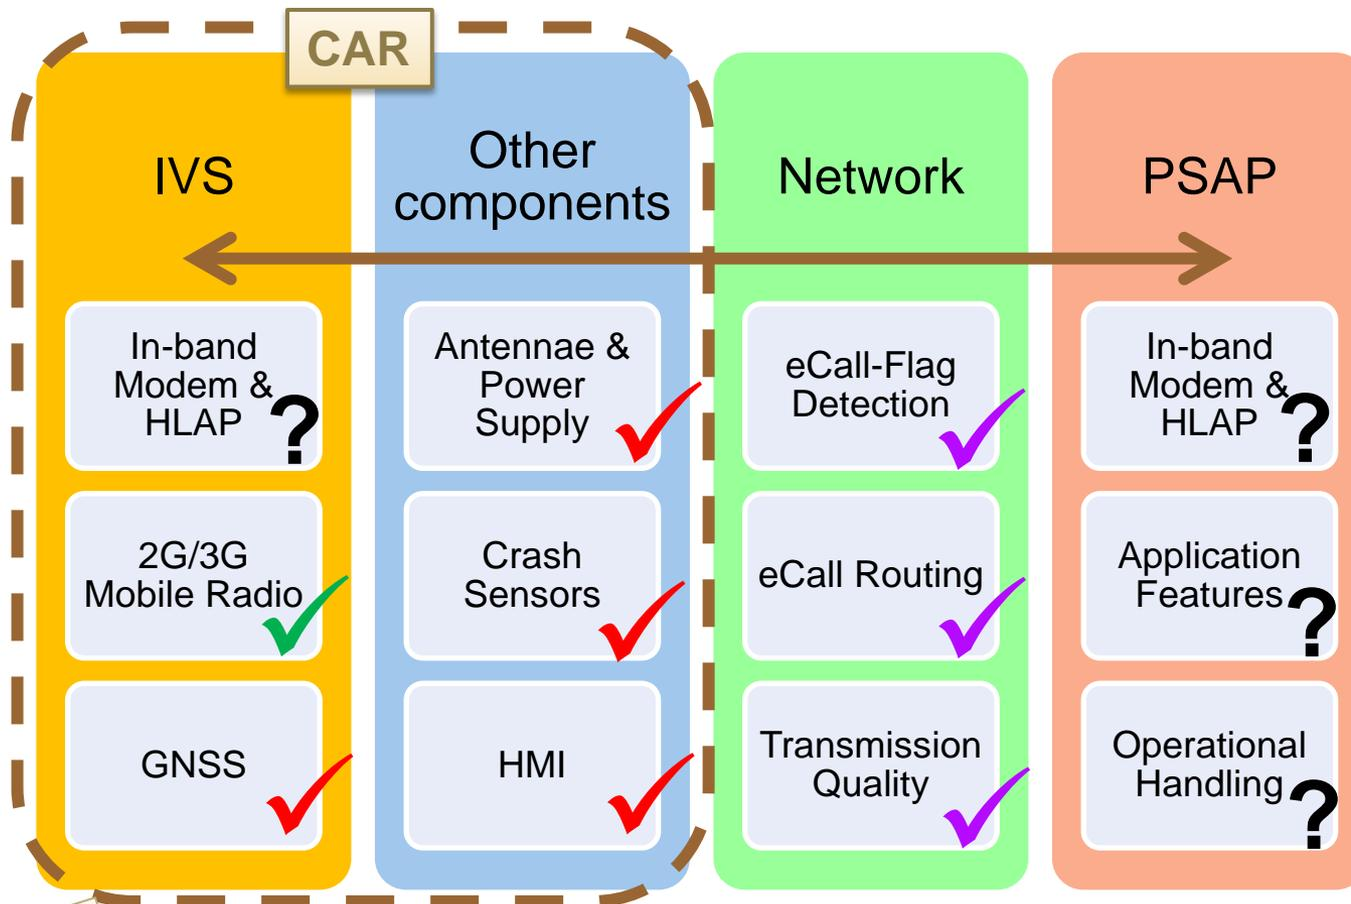 CAR
IVS
Other
components
Network
PSAP
In-band
Modem &
HLAP
?
Antennae &
Power
Supply
eCall-Flag
Detection
In-band
Modem &
HLAP
?
2G/3G
Mobile Radio
Crash
Sensors
eCall Routing
Application
Features
?
GNSS
HMI
Transmission
Quality
Operational
Handling
?